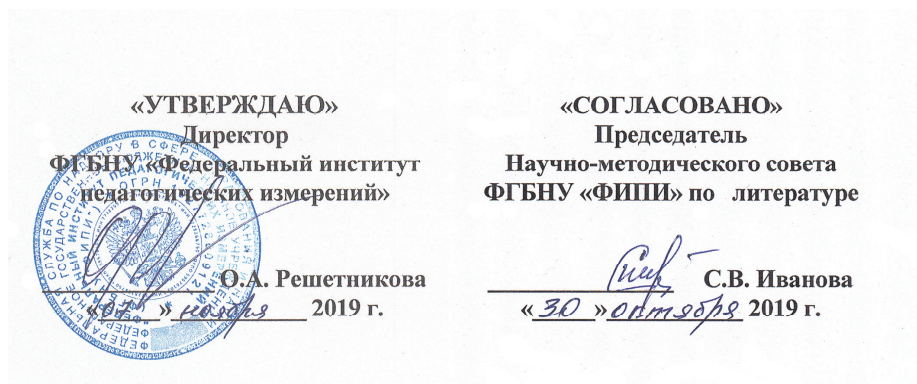 «УТВЕРЖДАЮ»
Директор
ФГБНУ «Федеральный институт
педагогических измерений»
О.А. Решетникова
« » ноября 2019 г.
«СОГЛАСОВАНО»
Председатель
Научно-методического совета
ФГБНУ «ФИПИ» по литературе
С.В. Иванова
«30» октября 2019 г.